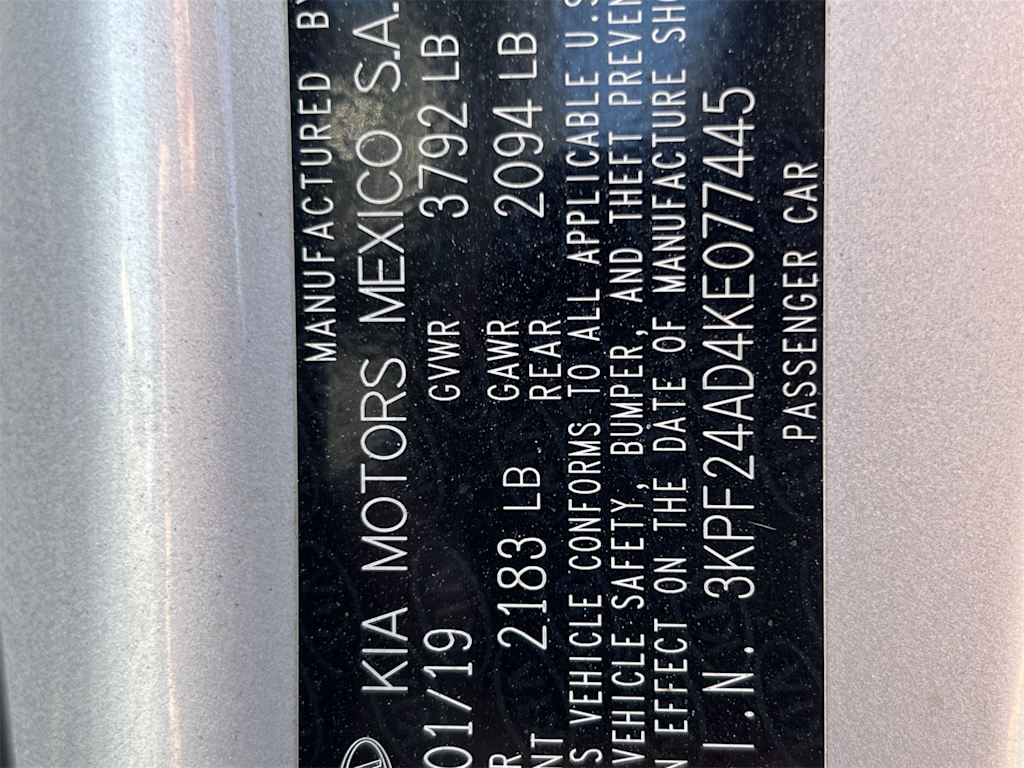 MANUFACTURED BY
KIA MOTORS MEXICO S.A.
01/19 GVWR 3792 LB
2183 LB GAWR REAR 2094 LB
VEHICLE CONFORMS TO ALL APPLICABLE U.S
VEHICLE SAFETY, BUMPER, AND THEFT PREVEN
EFFECT ON THE DATE OF MANUFACTURE SHO
I.N. 3KPF24AD4KE077445
PASSENGER CAR